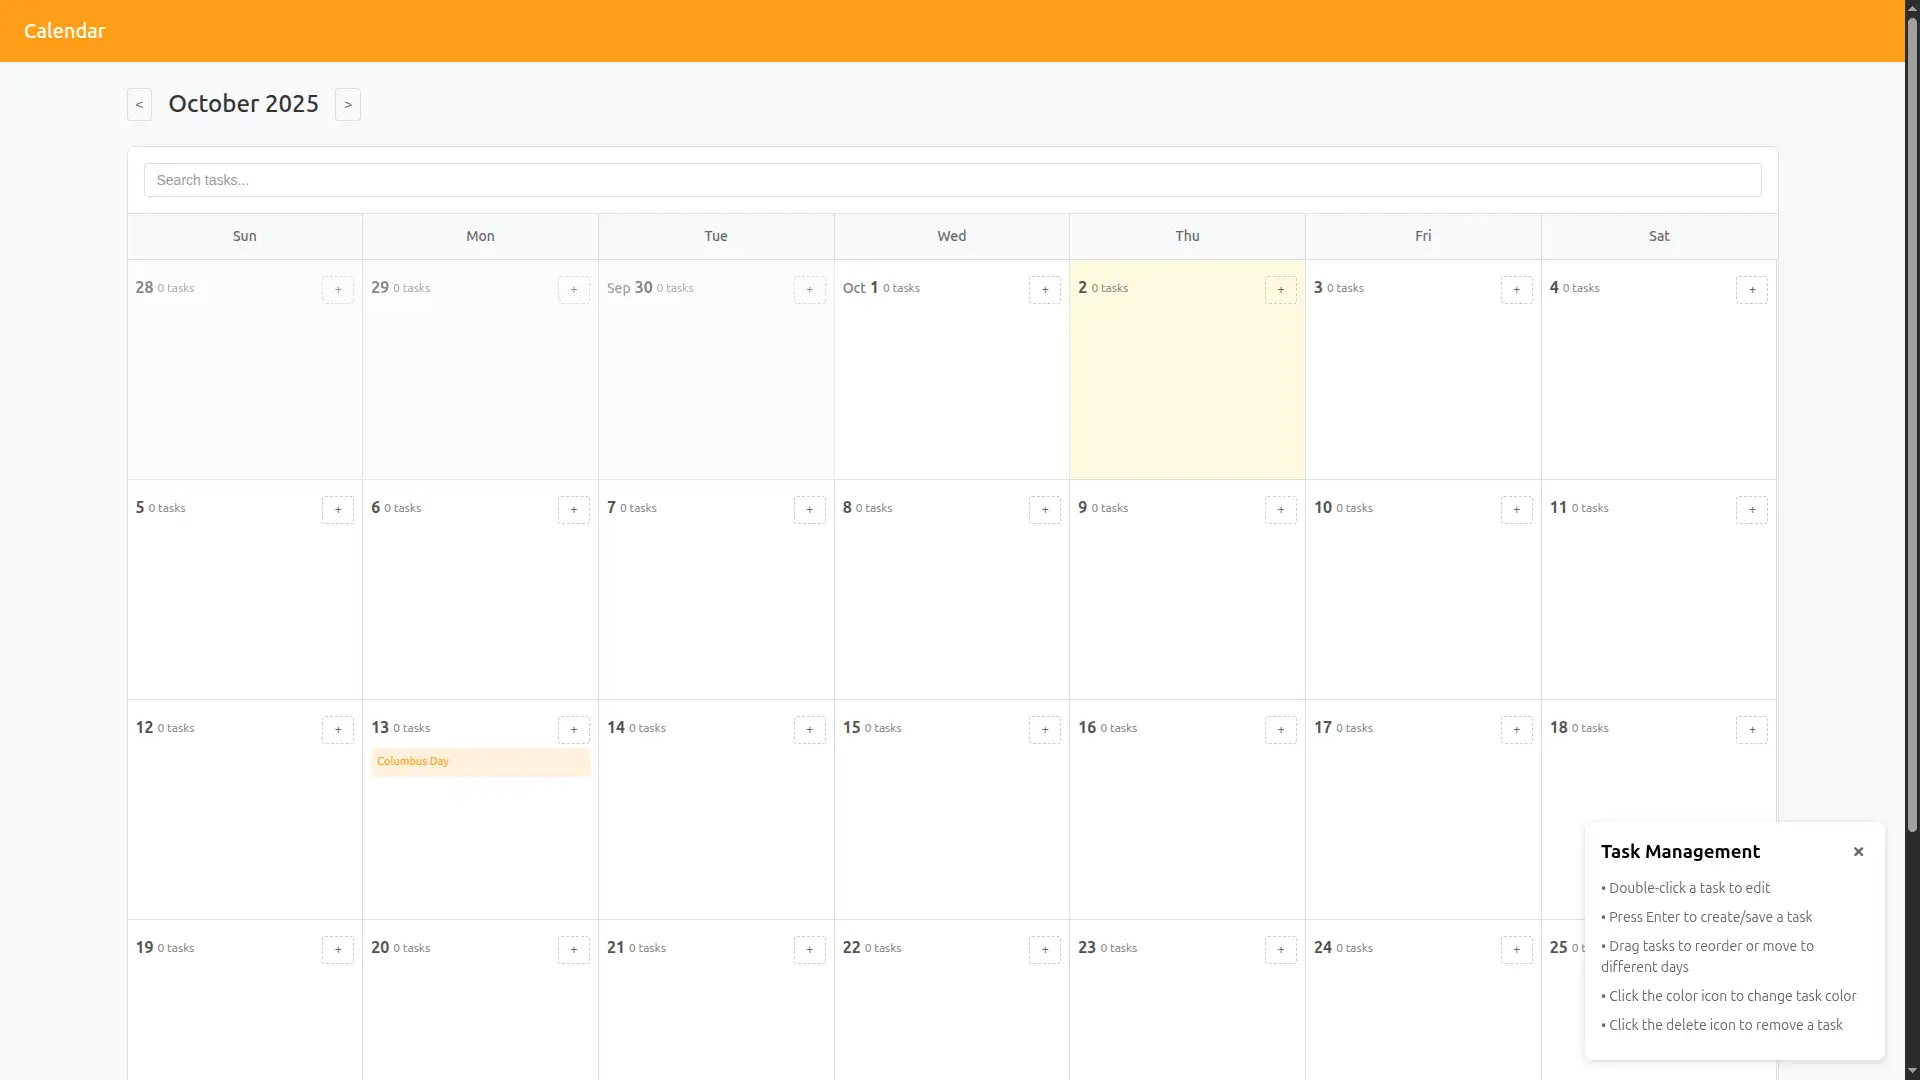 Calendar
< October 2025 >
Search tasks...
Sun Mon Tue Wed Thu Fri Sat
28 0 tasks + 29 0 tasks + Sep 30 0 tasks + Oct 1 0 tasks + 2 0 tasks + 3 0 tasks + 4 0 tasks +
5 0 tasks + 6 0 tasks + 7 0 tasks + 8 0 tasks + 9 0 tasks + 10 0 tasks + 11 0 tasks +
12 0 tasks + 13 0 tasks + 14 0 tasks + 15 0 tasks + 16 0 tasks + 17 0 tasks + 18 0 tasks +
Columbus Day
19 0 tasks + 20 0 tasks + 21 0 tasks + 22 0 tasks + 23 0 tasks + 24 0 tasks + 25 0 t
Task Management ×
• Double-click a task to edit
• Press Enter to create/save a task
• Drag tasks to reorder or move to
different days
• Click the color icon to change task color
• Click the delete icon to remove a task